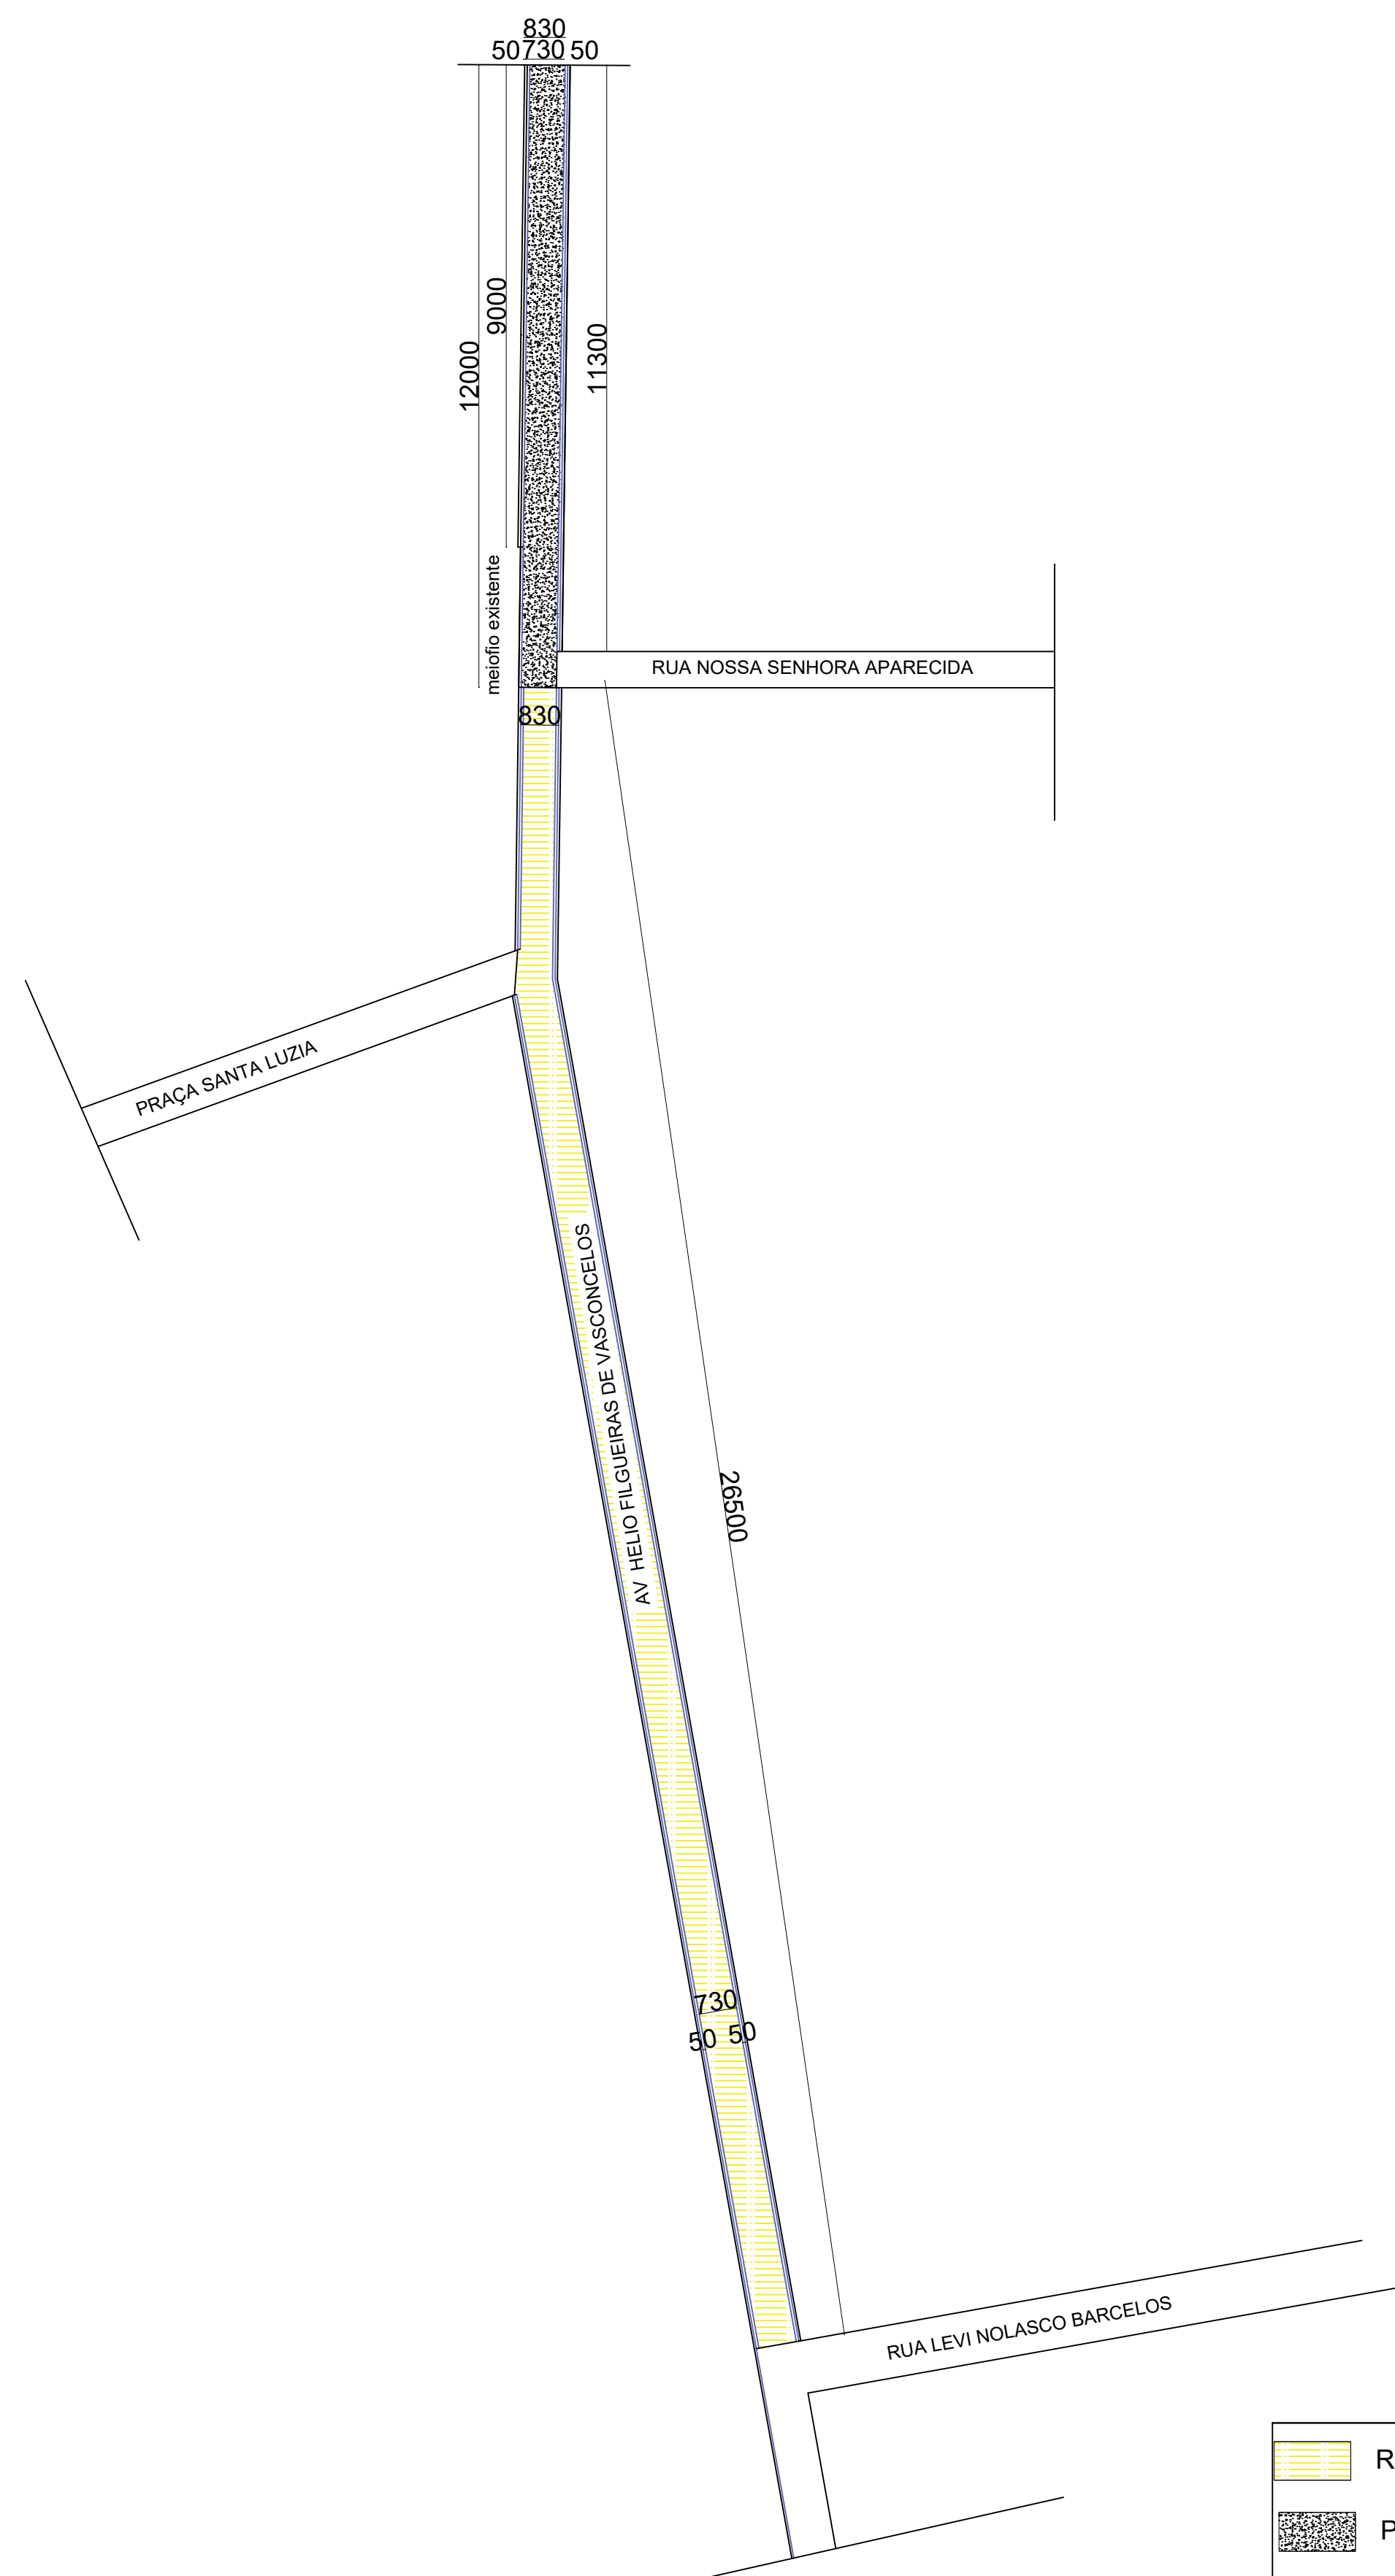 830
50 730 50
9000
12000
11300
meiofio existente
RUA NOSSA SENHORA APARECIDA
830
PRAÇA SANTA LUZIA
AV HELIO FILGUEIRAS DE VASCONCELOS
26500
730
50 50
RUA LEVI NOLASCO BARCELOS
R
P